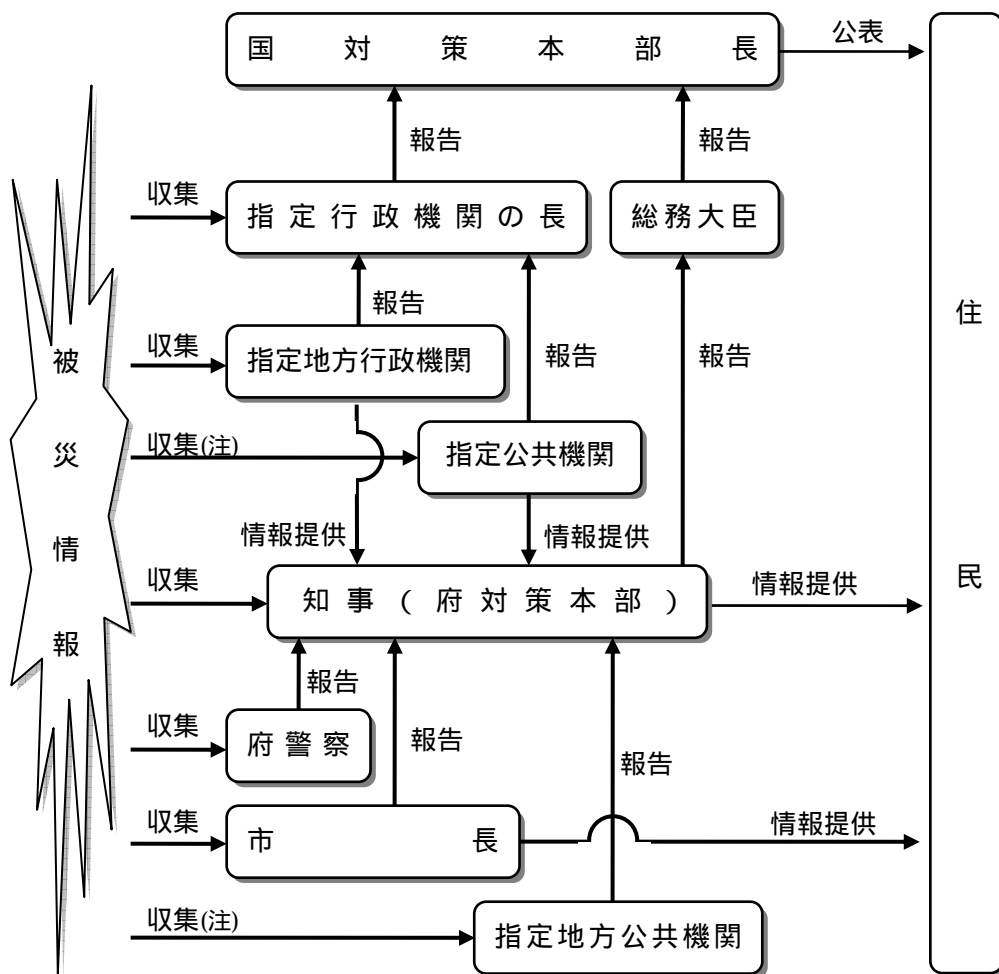 国対策本部長
公表
報告
報告
収集
指定行政機関の長
総務大臣
報告
収集
指定地方行政機関
報告
報告
収集(注)
指定公共機関
情報提供
情報提供
収集
知事(府対策本部)
情報提供
報告
収集
府警察
報告
報告
収集
市長
情報提供
収集(注)
指定地方公共機関
被災情報
住民